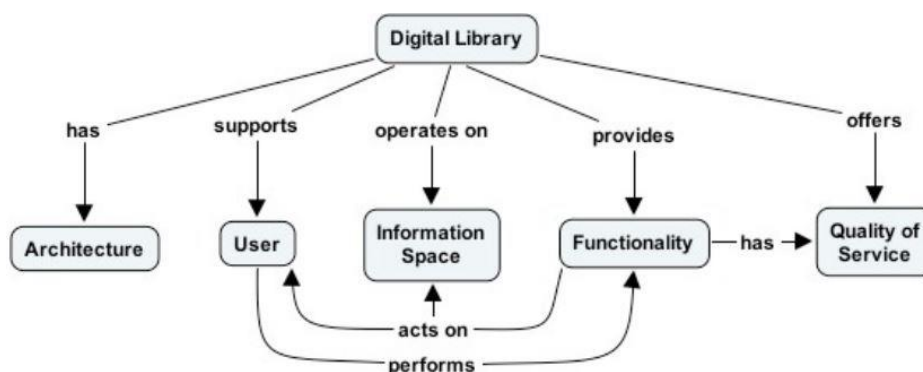 Digital Library
has
supports
operates on
provides
offers
Architecture
User
Information
Space
Functionality
has
Quality of
Service
acts on
performs